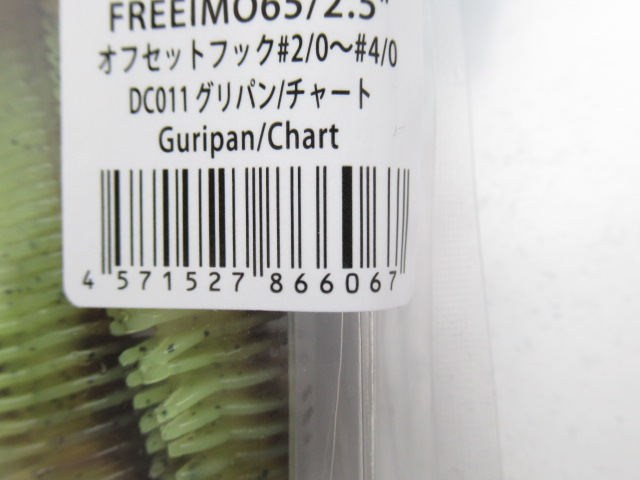 FREEIMO65/2.5"
オフセットフック#2/0～#4/0
DC011 グリパン/チャート
Guripan/Chart
4 571527 866067